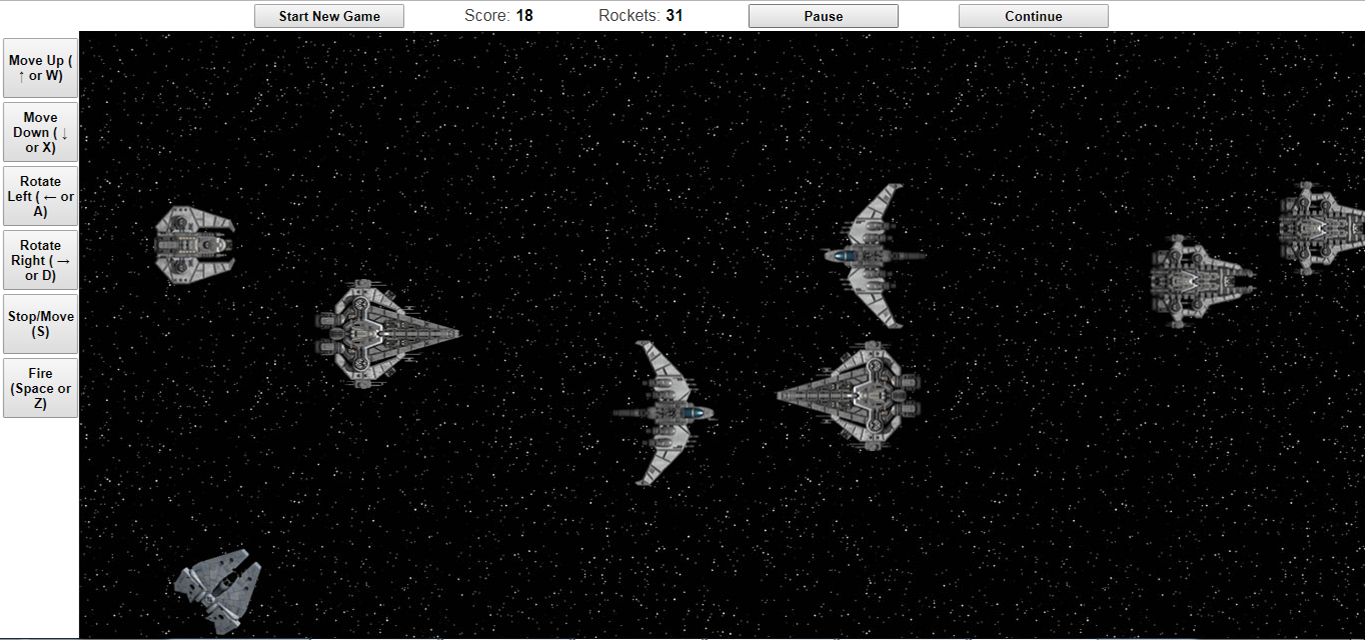 Start New Game
Score: 18
Rockets: 31
Pause
Continue
Move Up (
↑ or W)
Move
Down ( ↓
or X)
Rotate
Left ( ← or
A)
Rotate
Right ( →
or D)
Stop/Move
(S)
Fire
(Space or
Z)